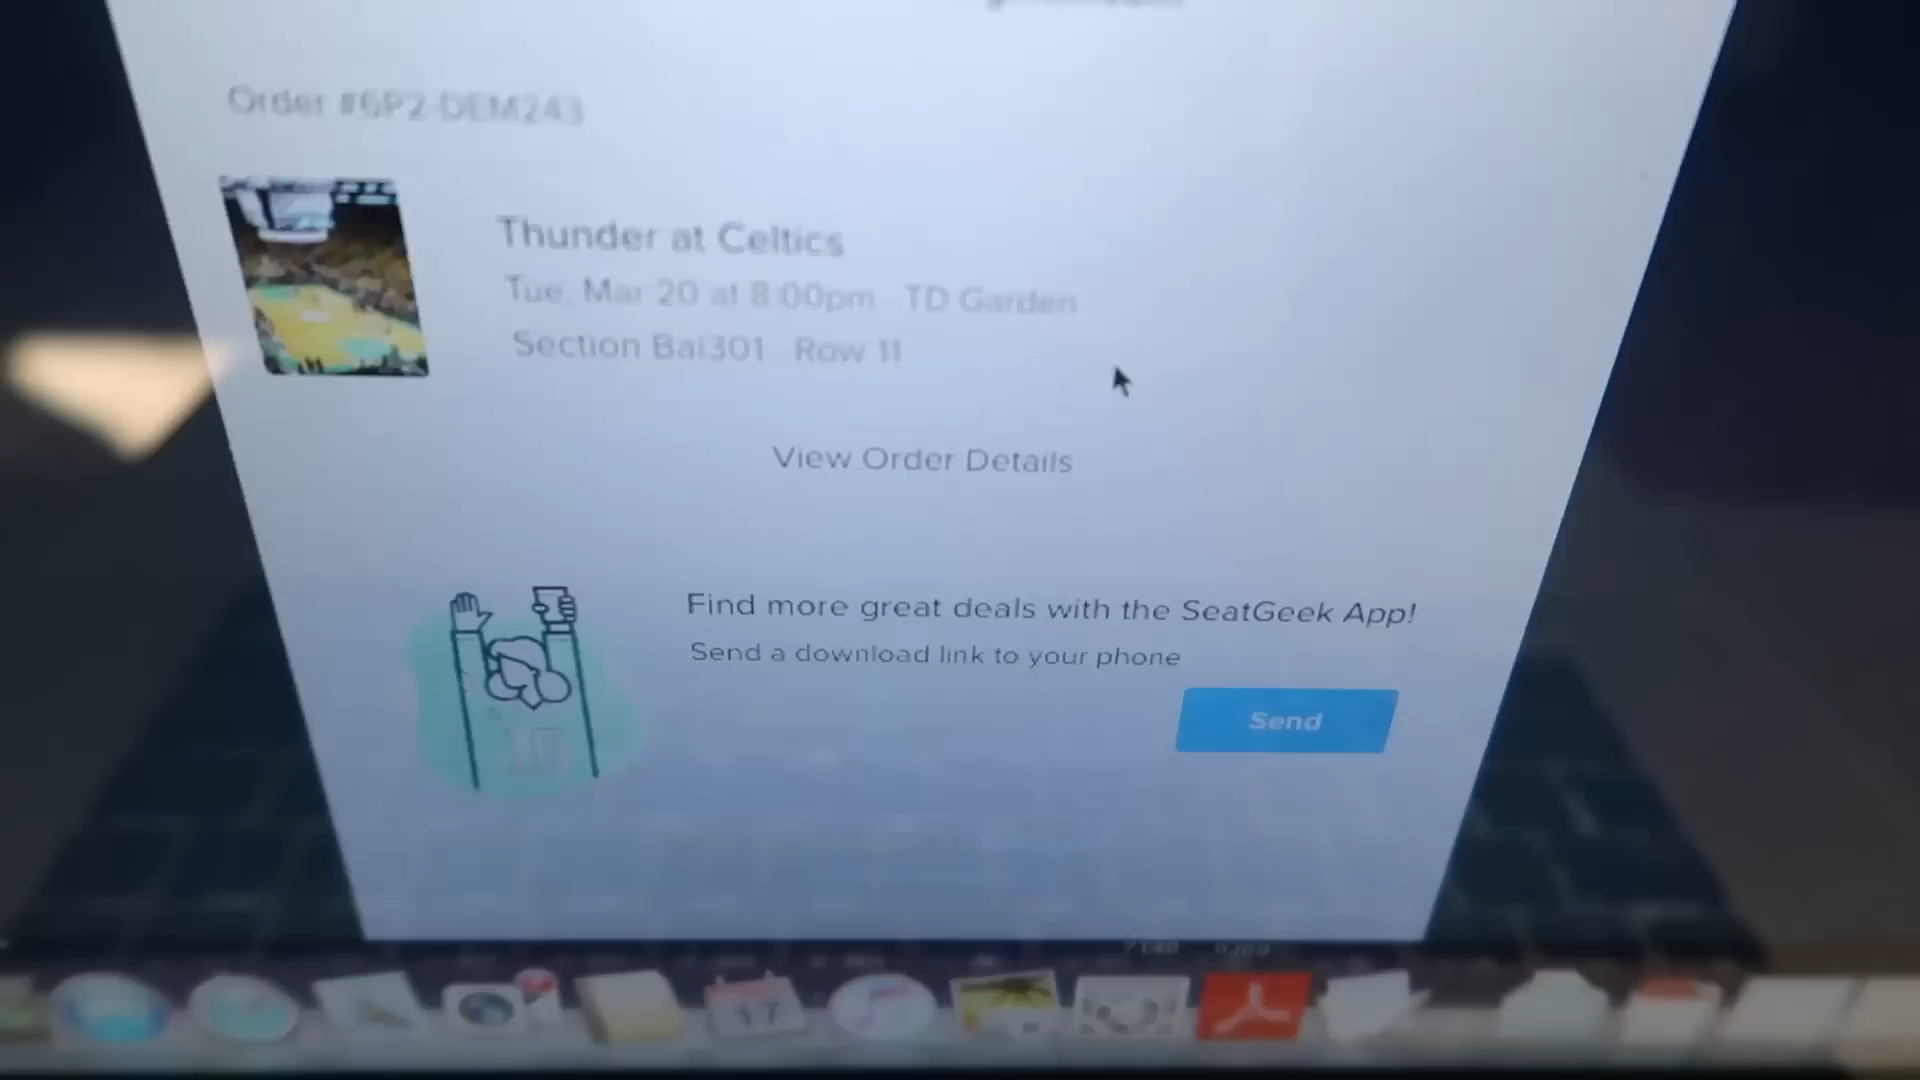 Order #6P2-DEM243
Thunder at Celtics
Tue, Mar 20 at 8:00pm TD Garden
Section Bal301 Row 11
View Order Details
Find more great deals with the SeatGeek App!
Send a download link to your phone
Send
17